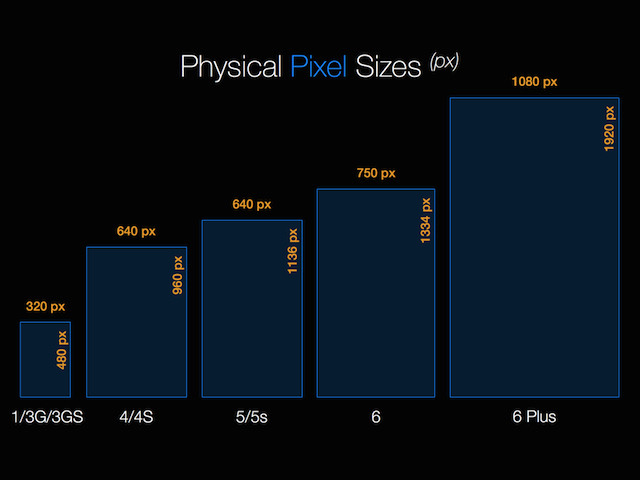 Physical Pixel Sizes (px)
1080 px
1920 px
750 px
1334 px
640 px
1136 px
640 px
960 px
320 px
480 px
1/3G/3GS
4/4S
5/5s
6
6 Plus